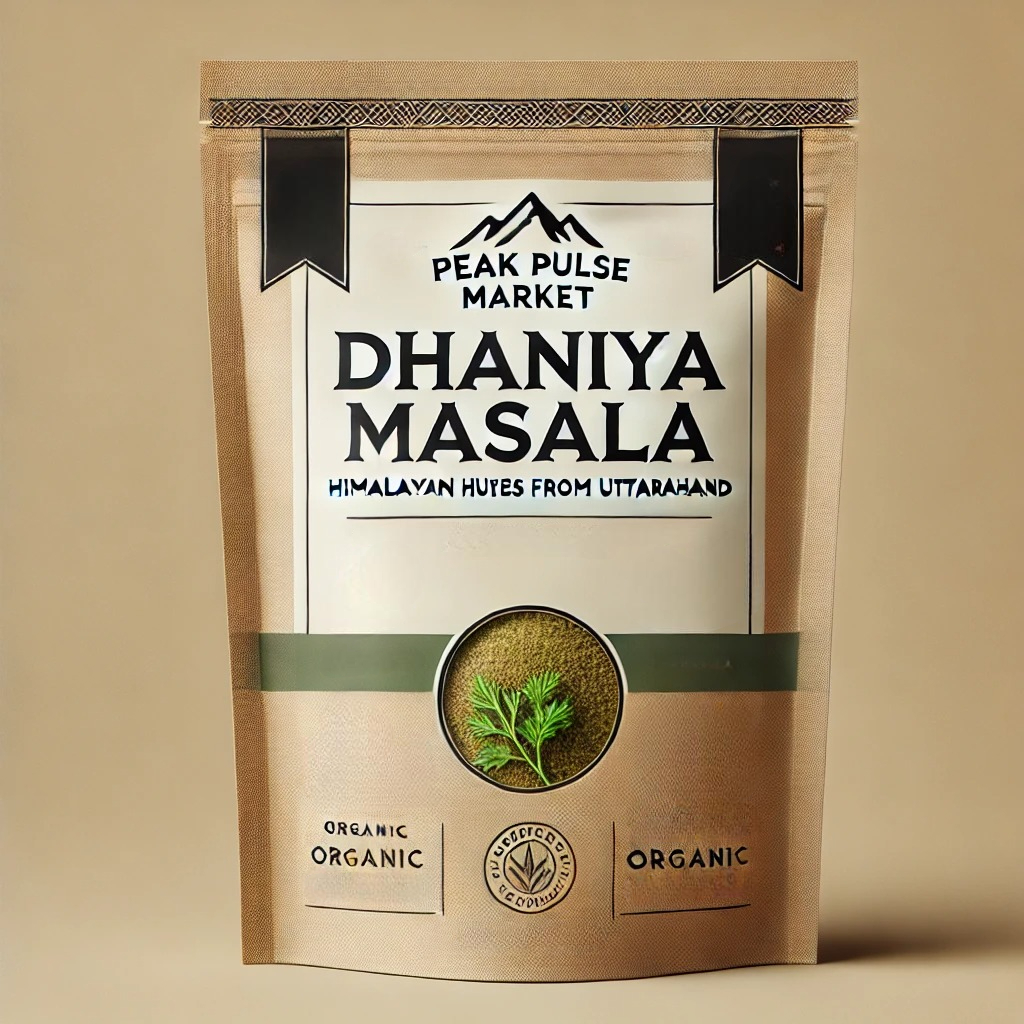 PEAK PULSE
MARKET
DHANIYA
MASALA
HIMALAYAN HUPES FROM UTTARAHAND
ORGANIC
ORGANIC
ORGANIC